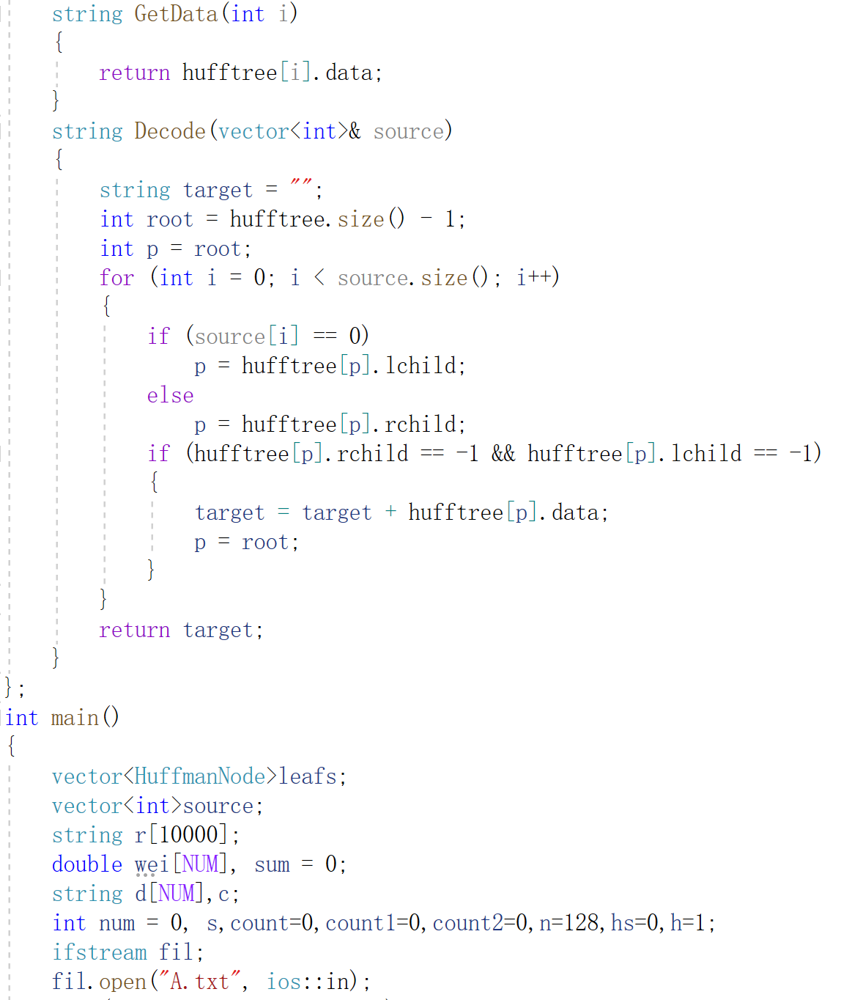 string GetData(int i)
{
return hufftree[i].data;
}
string Decode(vector<int>& source)
{
string target = "";
int root = hufftree.size() - 1;
int p = root;
for (int i = 0; i < source.size(); i++)
{
if (source[i] == 0)
p = hufftree[p].lchild;
else
p = hufftree[p].rchild;
if (hufftree[p].rchild == -1 && hufftree[p].lchild == -1)
{
target = target + hufftree[p].data;
p = root;
}
}
return target;
}
};
int main()
{
vector<HuffmanNode>leafs;
vector<int>source;
string r[10000];
double wei[NUM], sum = 0;
string d[NUM],c;
int num = 0, s,count=0,count1=0,count2=0,n=128,hs=0,h=1;
ifstream fil;
fil.open("A.txt", ios::in);